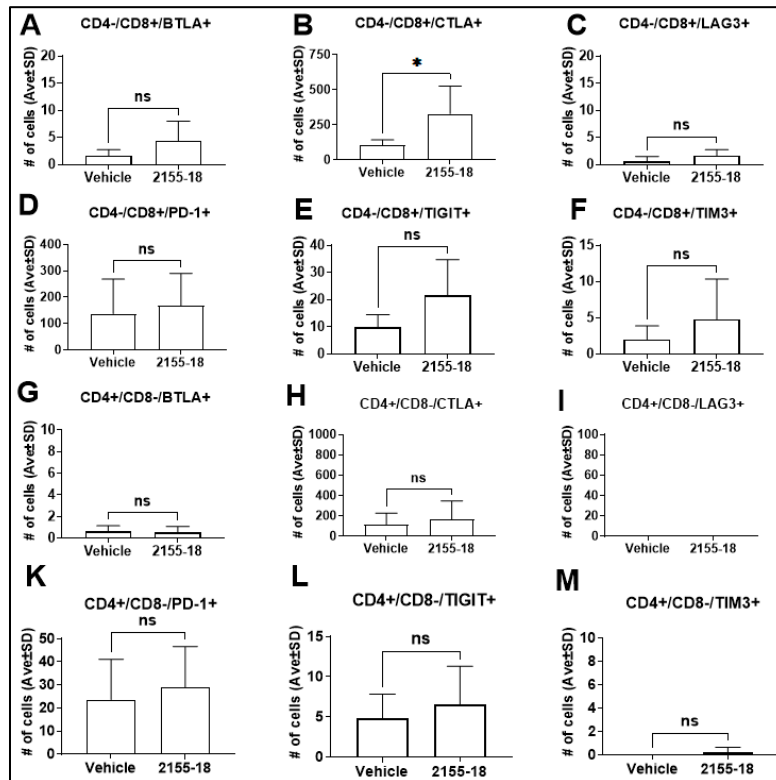 A
CD4-/CD8+/BTLA+
# of cells (Ave±SD)
20
15
10
5
0
ns
Vehicle
2155-18
B
CD4-/CD8+/CTLA+
# of cells (Ave±SD)
750
500
250
0
*
Vehicle
2155-18
C
CD4-/CD8+/LAG3+
# of cells (Ave±SD)
20
15
10
5
0
ns
Vehicle
2155-18
D
CD4-/CD8+/PD-1+
# of cells (Ave±SD)
400
300
200
100
0
ns
Vehicle
2155-18
E
CD4-/CD8+/TIGIT+
# of cells (Ave±SD)
40
30
20
10
0
ns
Vehicle
2155-18
F
CD4-/CD8+/TIM3+
# of cells (Ave±SD)
15
10
5
0
ns
Vehicle
2155-18
G
CD4+/CD8-/BTLA+
# of cells (Ave±SD)
10
8
6
4
2
0
ns
Vehicle
2155-18
H
CD4+/CD8-/CTLA+
# of cells (Ave±SD)
1000
800
600
400
200
0
ns
Vehicle
2155-18
I
CD4+/CD8-/LAG3+
# of cells (Ave±SD)
100
80
60
40
20
0
Vehicle
2155-18
K
CD4+/CD8-/PD-1+
# of cells (Ave±SD)
50
40
30
20
10
0
ns
Vehicle
2155-18
L
CD4+/CD8-/TIGIT+
# of cells (Ave±SD)
15
10
5
0
ns
Vehicle
2155-18
M
CD4+/CD8-/TIM3+
# of cells (Ave±SD)
10
8
6
4
2
0
ns
Vehicle
2155-18